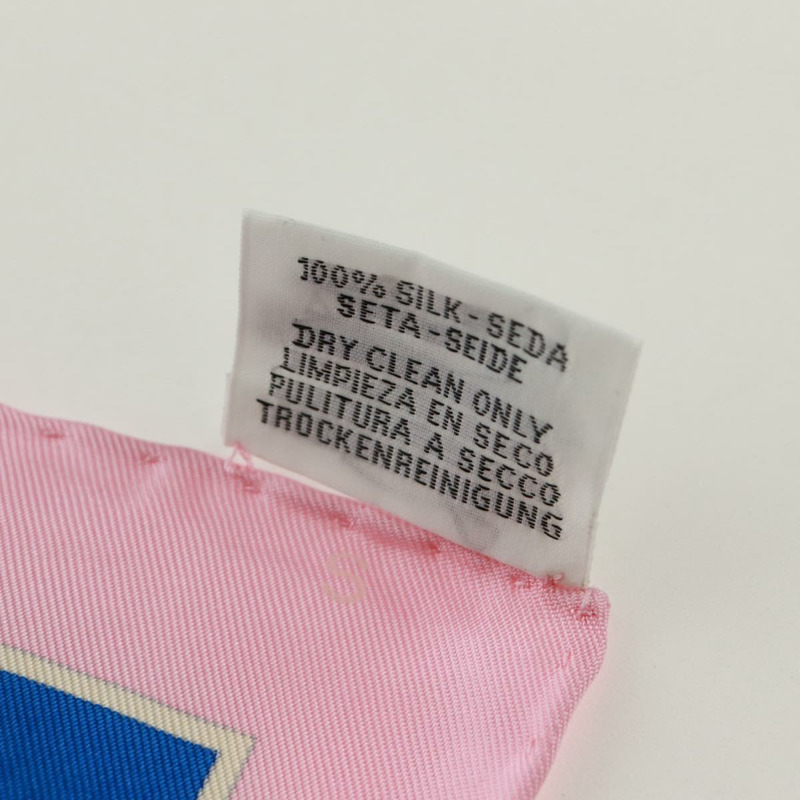 100% SILK-SEDA
SETA-SEIDE
DRY CLEAN ONLY
LIMPIEZA EN SECO
PULITURA A SECCO
TROCKENREINIGUNG
S